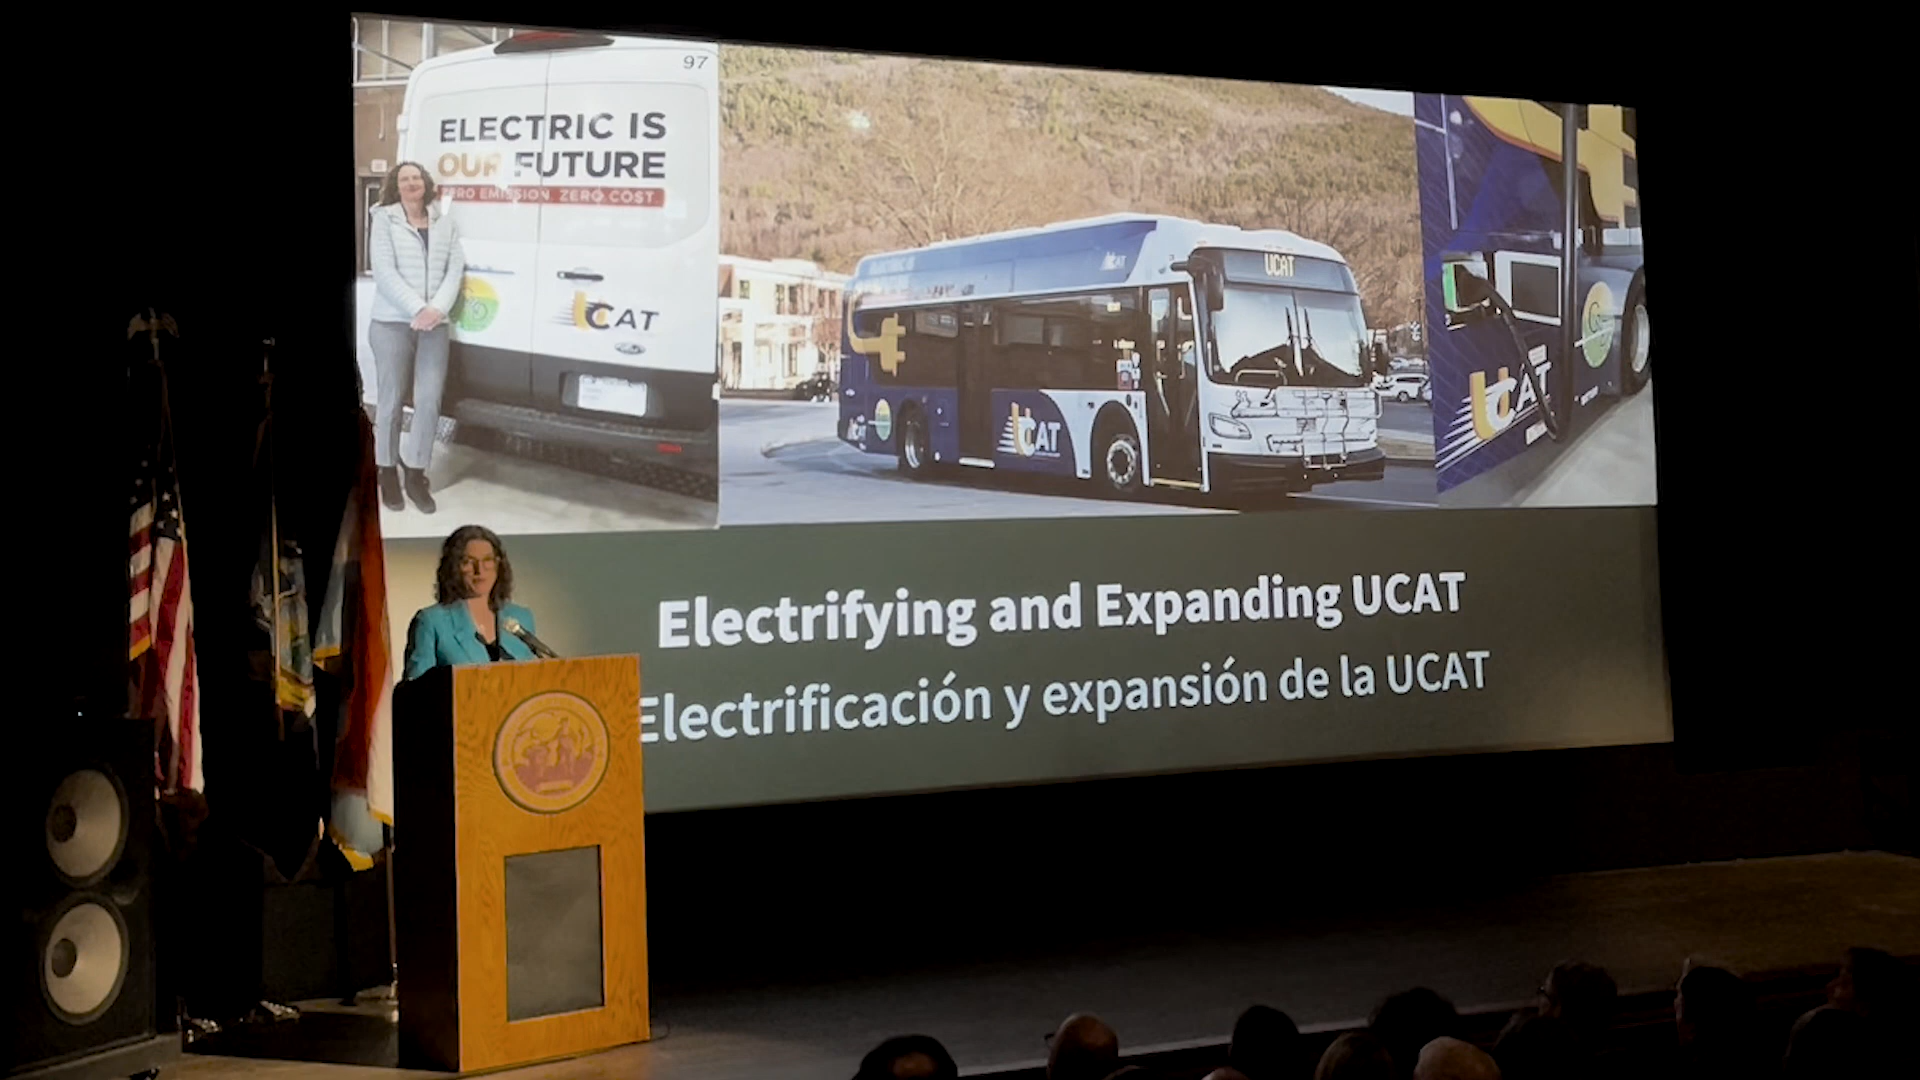 97
ELECTRIC IS
OUR FUTURE
ZERO EMISSION ZERO COST
UCAT
UCAT
UCAT
UCAT
UCAT
Electrifying and Expanding UCAT
Electrificación y expansión de la UCAT